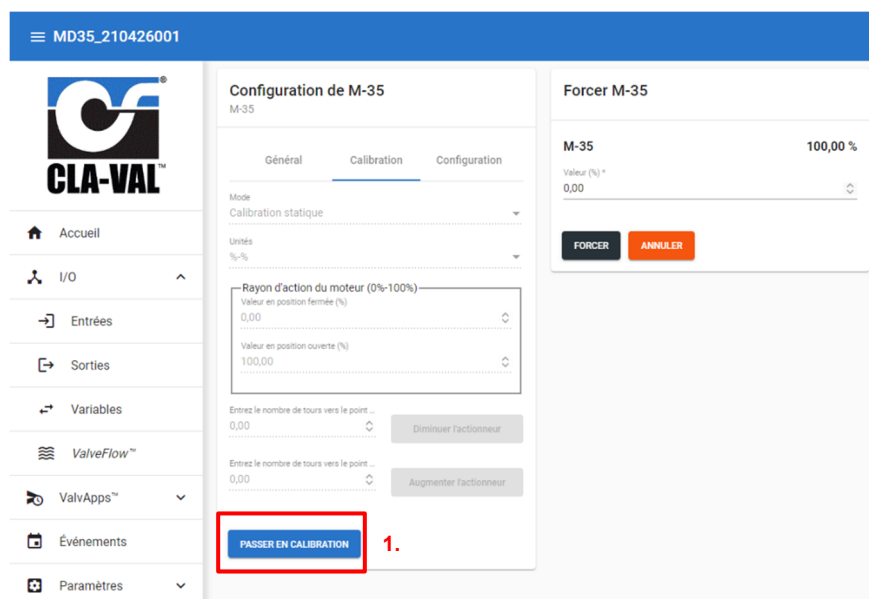 MD35_210426001
CLA-VAL™
Accueil
I/O
Entrées
Sorties
Variables
ValveFlow™
ValvApps™
Événements
Paramètres
Configuration de M-35
M-35
Général Calibration Configuration
Mode
Calibration statique
Unités
%-%
Rayon d'action du moteur (0%-100%)
Valeur en position fermée (%)
0,00
Valeur en position ouverte (%)
100,00
Entrez le nombre de tours vers le point ...
0,00
Diminuer l'actionneur
Entrez le nombre de tours vers le point ...
0,00
Augmenter l'actionneur
PASSER EN CALIBRATION
1.
Forcer M-35
M-35 100,00 %
Valeur (%) *
0,00
FORCER ANNULER